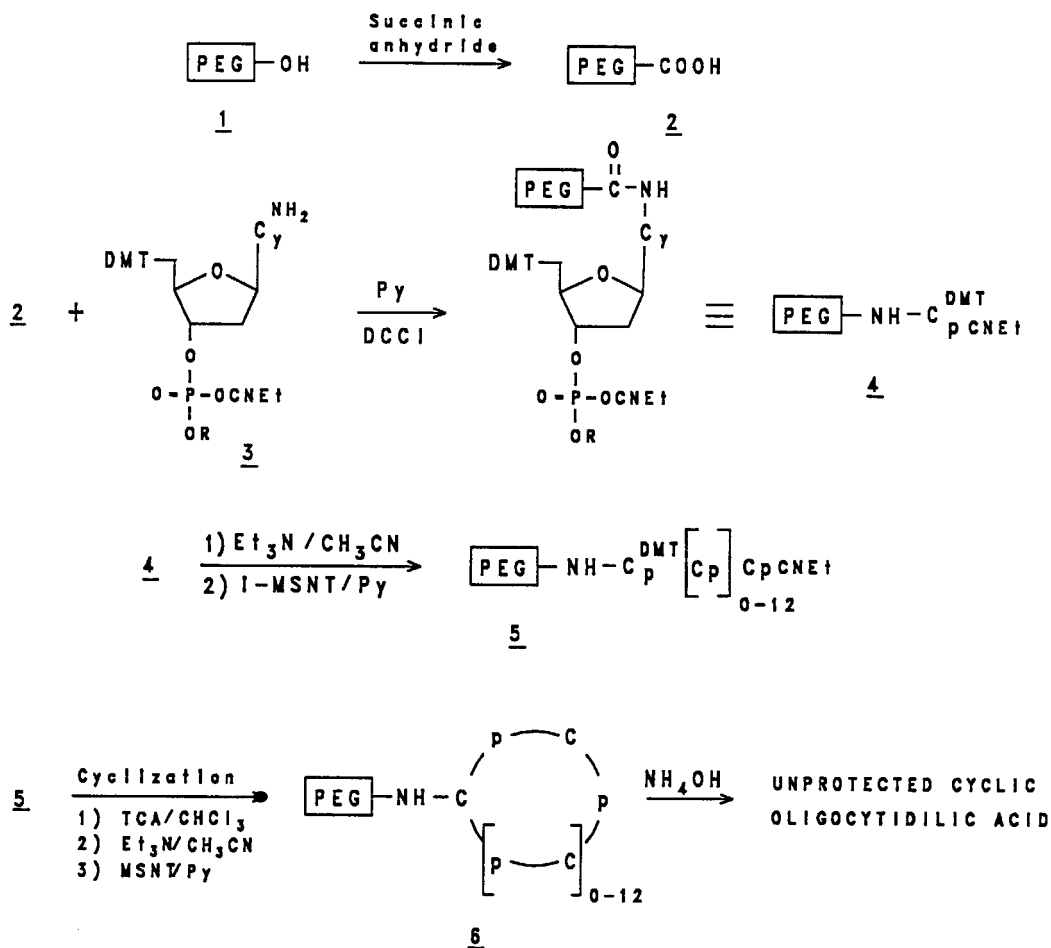 Succinic
anhydride
PEG OH
PEG COOH
1
2
O
PEG C NH
NH2
Cy
Cy
DMT O
DMT O
2 + Py
DCCl
PEG NH C DMT pCNEt
O
O
O=P-OCNEt
O=P-OCNEt
4
OR
OR
3
4 1) Et3N/CH3CN
2) I-MSNT/Py
PEG NH-C DMT p [Cp] CpCNEt
0-12
5
p C
5 Cyclization
1) TCA/CHCl3
2) Et3N/CH3CN
3) MSNT/Py
PEG NH-C
p
[p C]
0-12
NH4OH
UNPROTECTED CYCLIC
OLIGOCYTIDILIC ACID
6